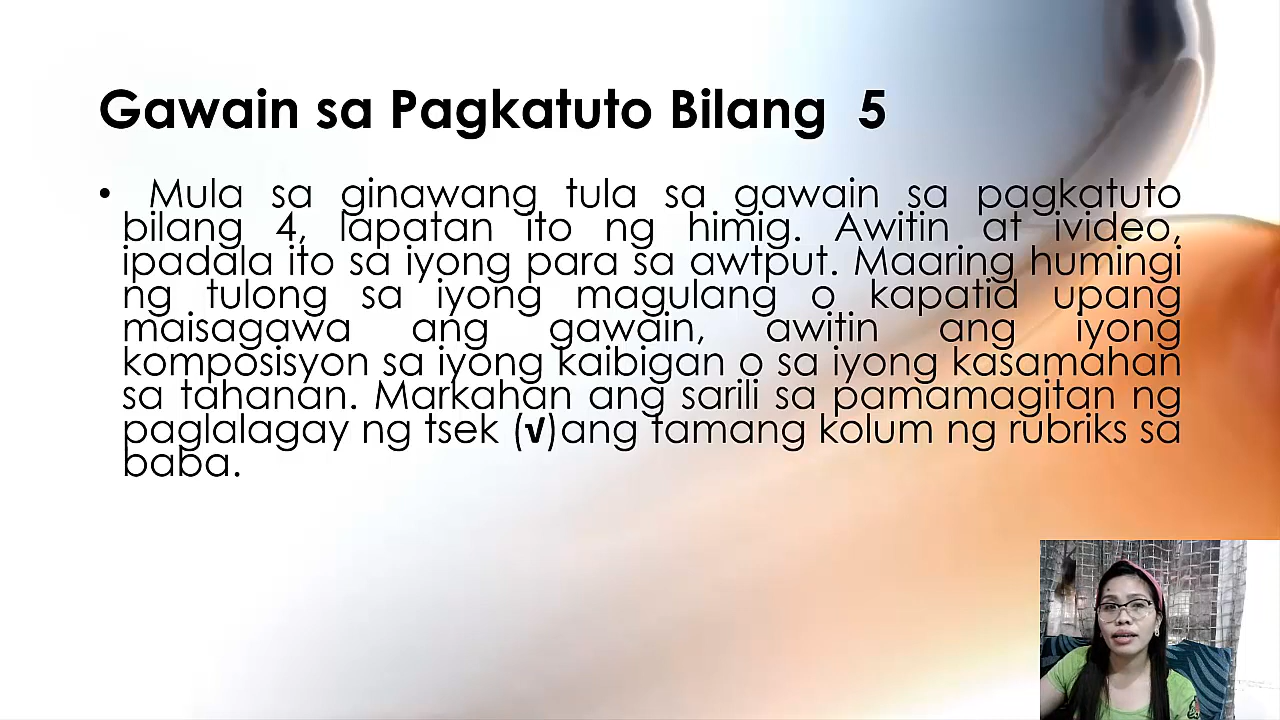 Gawain sa Pagkatuto Bilang 5
• Mula sa ginawang tula sa gawain sa pagkatuto
bilang 4, lapatan ito ng himig. Awitin at ivideo,
ipadala ito sa iyong para sa awtput. Maaring humingi
ng tulong sa iyong magulang o kapatid upang
maisagawa ang gawain, awitin ang iyong
komposisyon sa iyong kaibigan o sa iyong kasamahan
sa tahanan. Markahan ang sarili sa pamamagitan ng
paglalagay ng tsek (√)ang tamang kolum ng rubriks sa
baba.